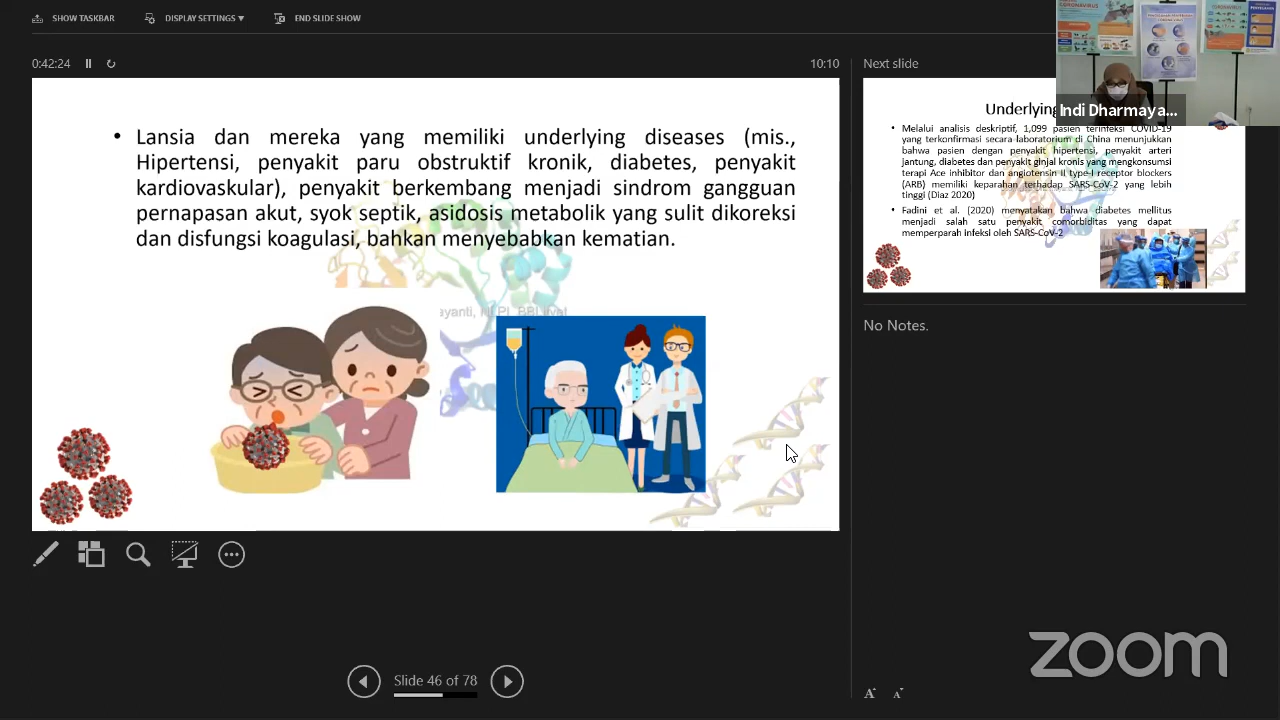 SHOW TASKBAR
DISPLAY SETTINGS ▼
END SLIDE SHOW
0:42:24
10:10
• Lansia dan mereka yang memiliki underlying diseases (mis.,
Hipertensi, penyakit paru obstruktif kronik, diabetes, penyakit
kardiovaskular), penyakit berkembang menjadi sindrom gangguan
pernapasan akut, syok septik, asidosis metabolik yang sulit dikoreksi
dan disfungsi koagulasi, bahkan menyebabkan kematian.
Slide 46 of 78
Next slide
Underlying
• Melalui analisis deskriptif, 1,099 pasien terinfeksi COVID-19
yang terkonfirmasi secara laboratorium di China menunjukkan
bahwa pasien dengan penyakit hipertensi, penyakit arteri
jantung, diabetes dan penyakit ginjal kronis yang mengkonsumsi
terapi Ace inhibitor dan angiotensin II type-I receptor blockers
(ARB) memiliki keparahan terhadap SARS-CoV-2 yang lebih
tinggi (Diaz 2020)
• Fadini et al. (2020) menyatakan bahwa diabetes mellitus
menjadi salah satu penyakit comorbiditas yang dapat
memperparah infeksi oleh SARS-CoV-2
No Notes.
Indi Dharmaya...
CORONAVIRUS
zoom
A A